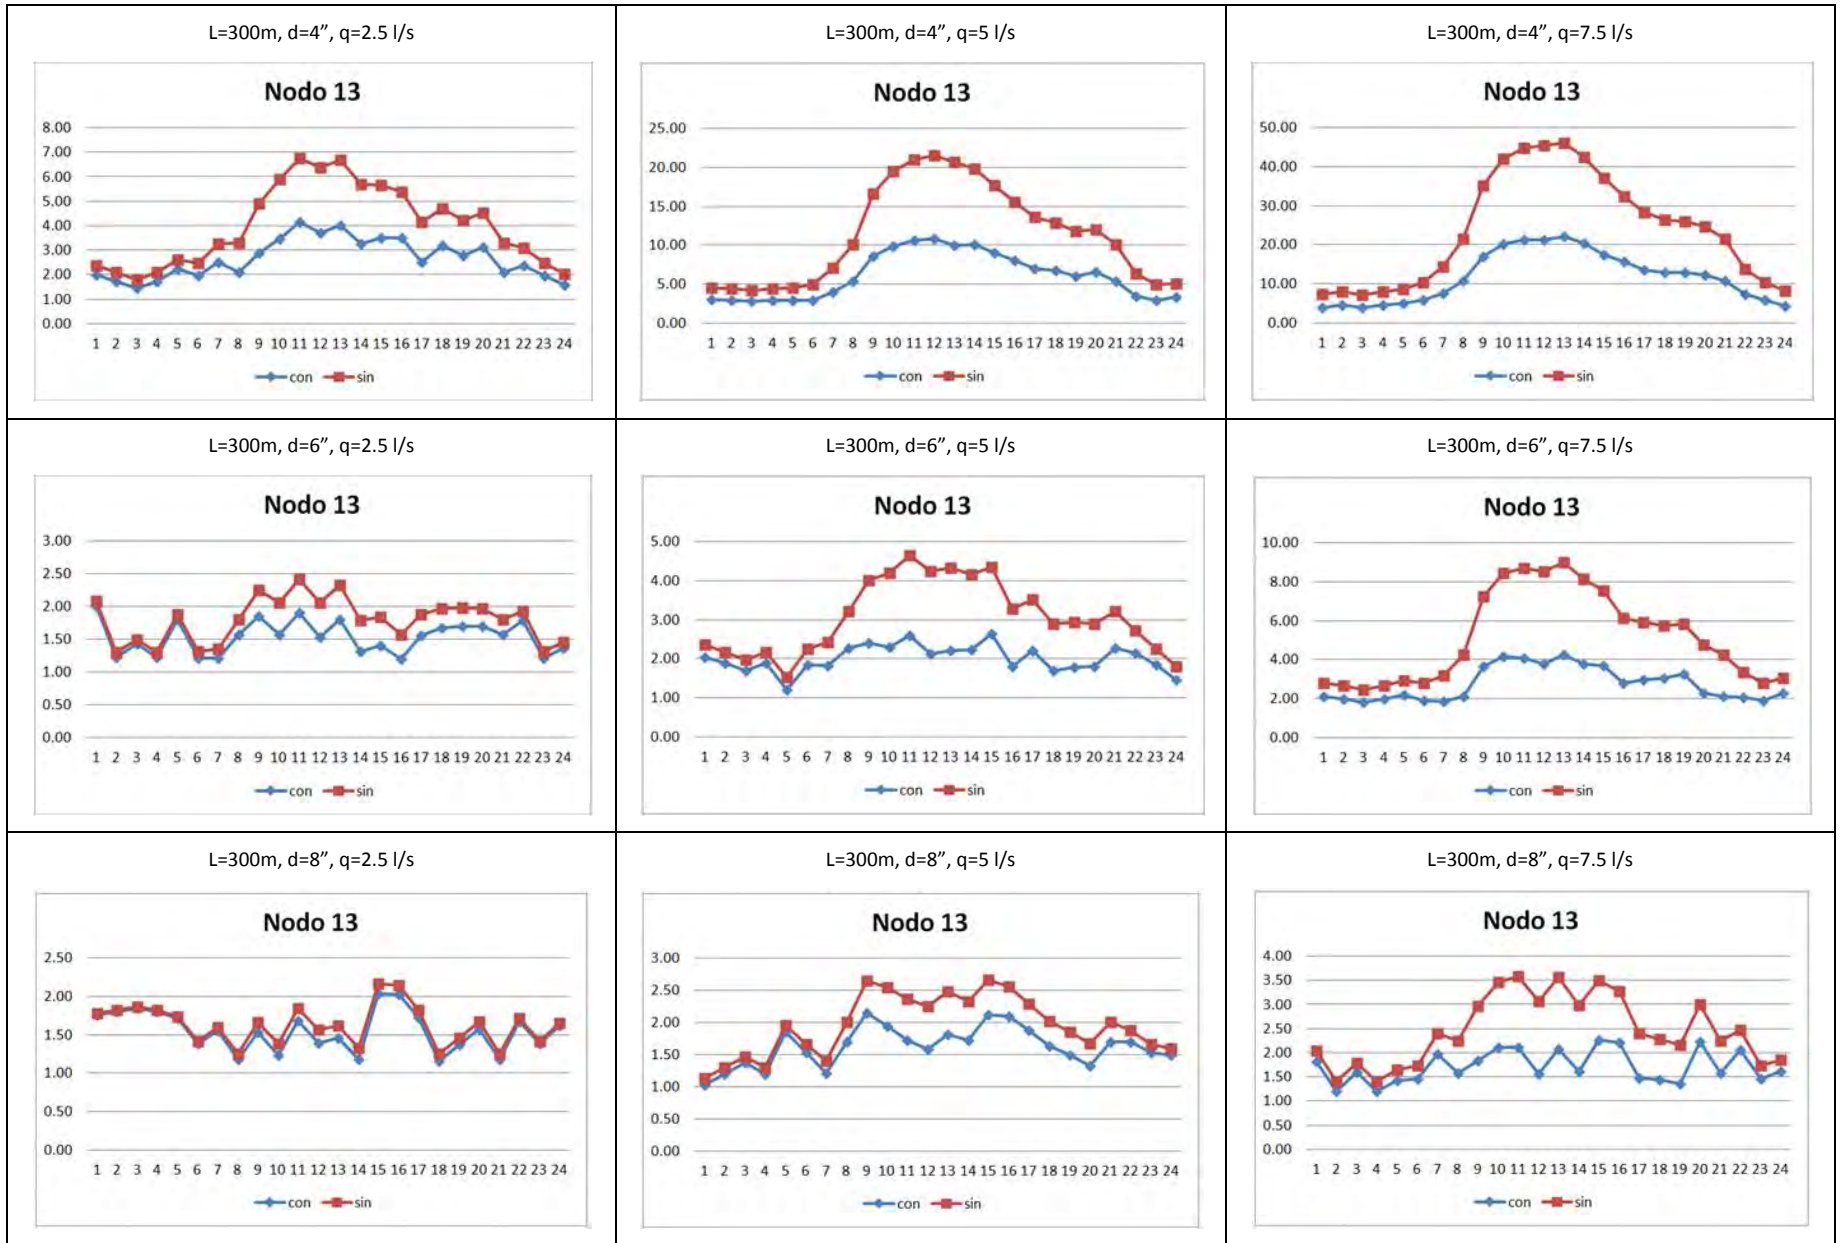 L=300m, d=4”, q=2.5 l/s
Nodo 13
8.00
7.00
6.00
5.00
4.00
3.00
2.00
1.00
0.00
1 2 3 4 5 6 7 8 9 10 11 12 13 14 15 16 17 18 19 20 21 22 23 24
con sin
L=300m, d=4”, q=5 l/s
Nodo 13
25.00
20.00
15.00
10.00
5.00
0.00
1 2 3 4 5 6 7 8 9 10 11 12 13 14 15 16 17 18 19 20 21 22 23 24
con sin
L=300m, d=4”, q=7.5 l/s
Nodo 13
50.00
40.00
30.00
20.00
10.00
0.00
1 2 3 4 5 6 7 8 9 10 11 12 13 14 15 16 17 18 19 20 21 22 23 24
con sin
L=300m, d=6”, q=2.5 l/s
Nodo 13
3.00
2.50
2.00
1.50
1.00
0.50
0.00
1 2 3 4 5 6 7 8 9 10 11 12 13 14 15 16 17 18 19 20 21 22 23 24
con sin
L=300m, d=6”, q=5 l/s
Nodo 13
5.00
4.00
3.00
2.00
1.00
0.00
1 2 3 4 5 6 7 8 9 10 11 12 13 14 15 16 17 18 19 20 21 22 23 24
con sin
L=300m, d=6”, q=7.5 l/s
Nodo 13
10.00
8.00
6.00
4.00
2.00
0.00
1 2 3 4 5 6 7 8 9 10 11 12 13 14 15 16 17 18 19 20 21 22 23 24
con sin
L=300m, d=8”, q=2.5 l/s
Nodo 13
2.50
2.00
1.50
1.00
0.50
0.00
1 2 3 4 5 6 7 8 9 10 11 12 13 14 15 16 17 18 19 20 21 22 23 24
con sin
L=300m, d=8”, q=5 l/s
Nodo 13
3.00
2.50
2.00
1.50
1.00
0.50
0.00
1 2 3 4 5 6 7 8 9 10 11 12 13 14 15 16 17 18 19 20 21 22 23 24
con sin
L=300m, d=8”, q=7.5 l/s
Nodo 13
4.00
3.50
3.00
2.50
2.00
1.50
1.00
0.50
0.00
1 2 3 4 5 6 7 8 9 10 11 12 13 14 15 16 17 18 19 20 21 22 23 24
con sin